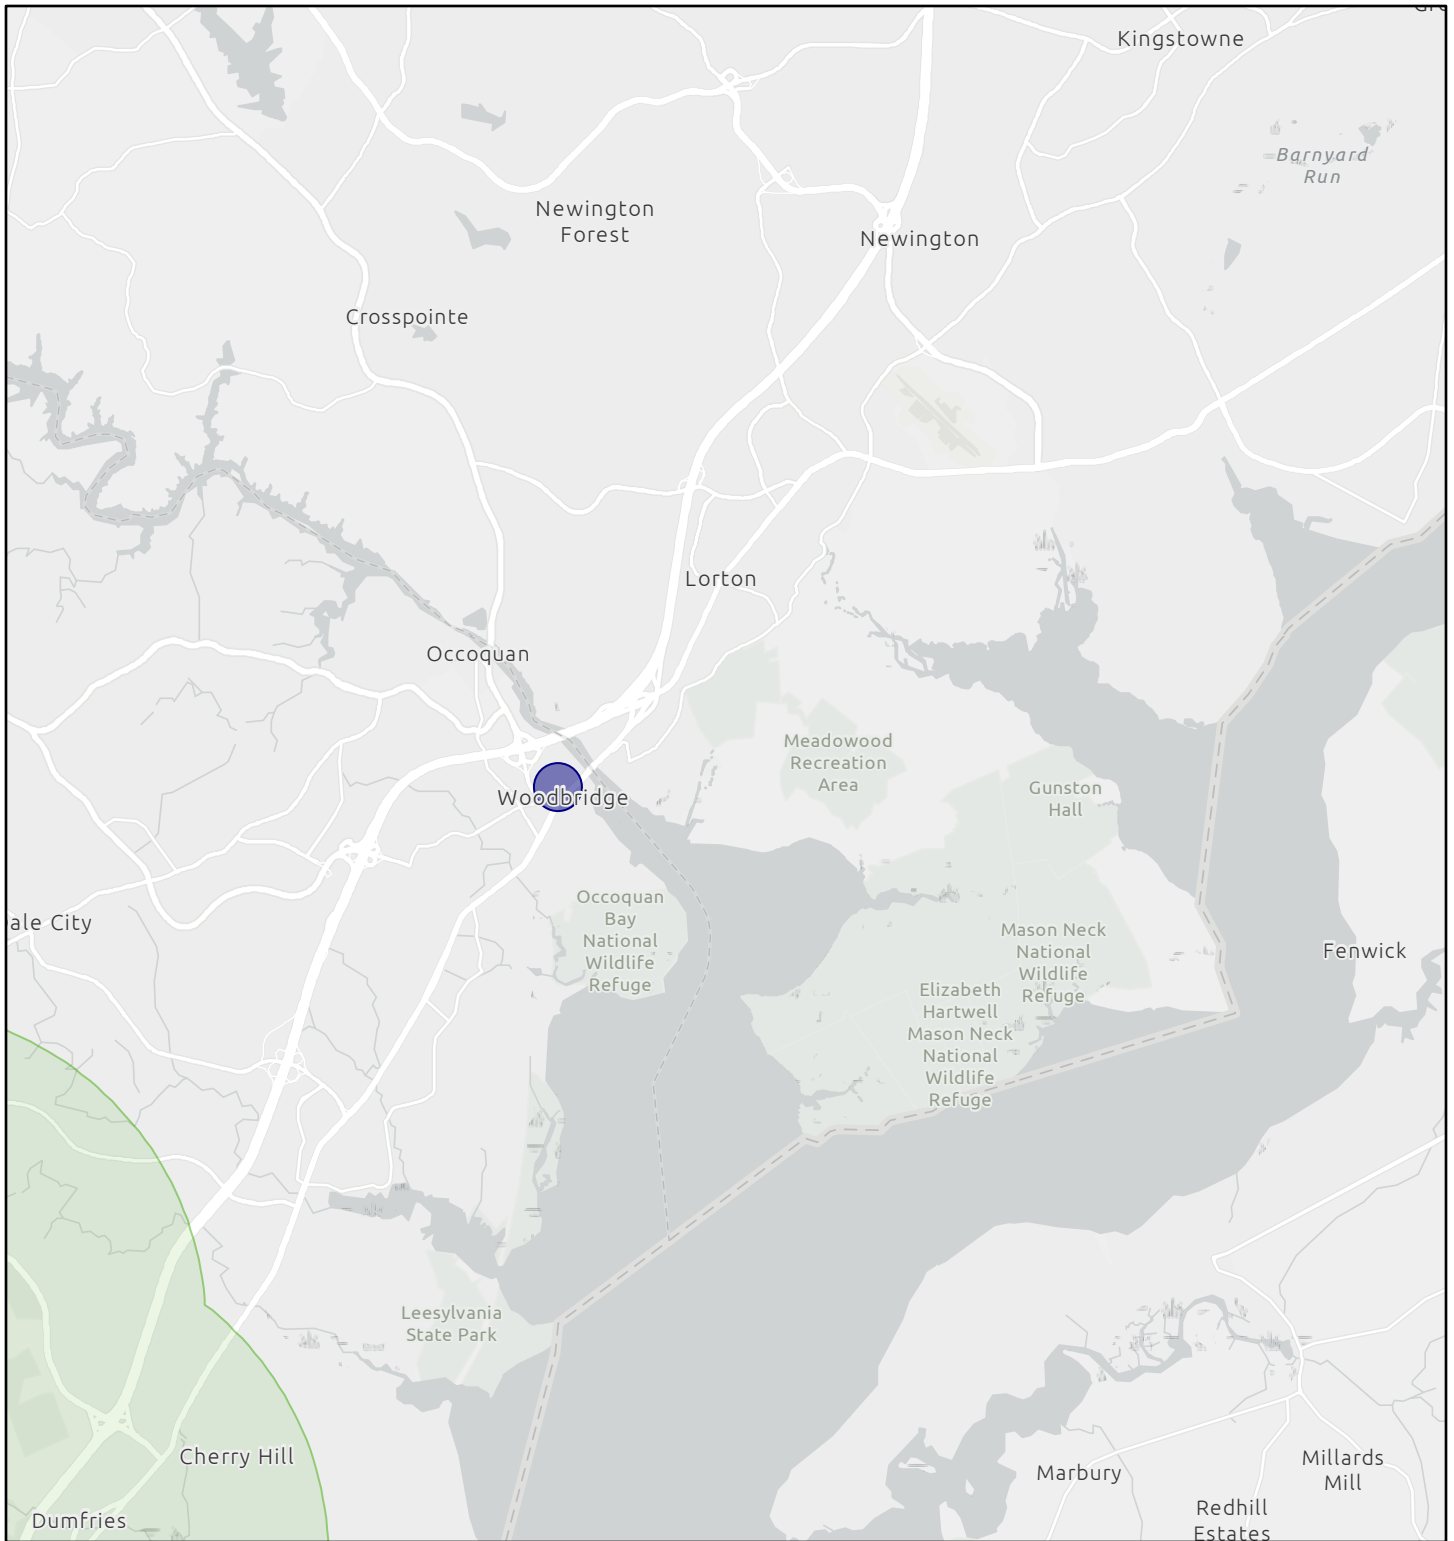 Kingstowne
Barnyard
Run
Newington
Forest
Newington
Crosspointe
Lorton
Occoquan
Meadowood
Recreation
Area
Gunston
Hall
Woodbridge
Occoquan
Bay
National
Wildlife
Refuge
ale City
Mason Neck
National
Wildlife
Refuge
Fenwick
Elizabeth
Hartwell
Mason Neck
National
Wildlife
Refuge
Leesylvania
State Park
Cherry Hill
Marbury
Millards
Mill
Dumfries
Redhill
Estates